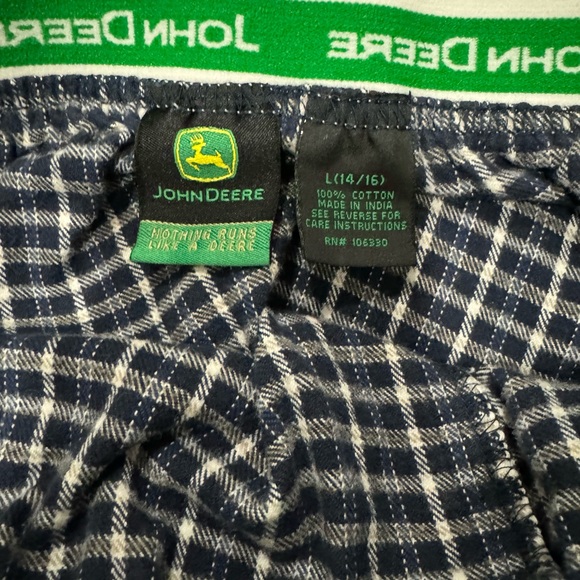 JOHN DEERE JOHN DEERE
JOHN DEERE
NOTHING RUNS
LIKE A DEERE
L(14/16)
100% COTTON
MADE IN INDIA
SEE REVERSE FOR
CARE INSTRUCTIONS
RN# 106330